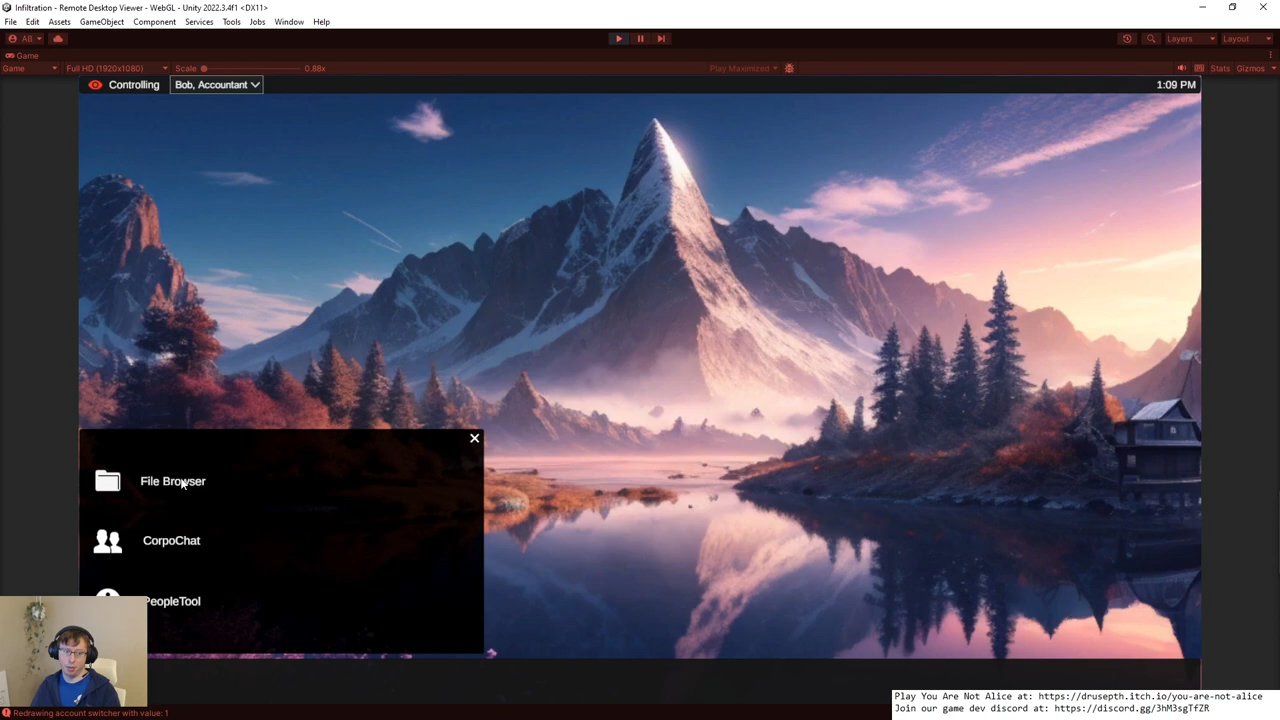 Infiltration - Remote Desktop Viewer - WebGL - Unity 2022.3.4f1 <DX11>
File Edit Assets GameObject Component Services Tools Jobs Window Help
AB Layers Layout
Game
Game Full HD (1920x1080) Scale 0.88x Play Maximized Stats Gizmos
Controlling Bob, Accountant 1:09 PM
File Browser
CorpoChat
PeopleTool
Play You Are Not Alice at: https://drusepth.itch.io/you-are-not-alice
Join our game dev discord at: https://discord.gg/3hM3sgTfZR
Redrawing account switcher with value: 1